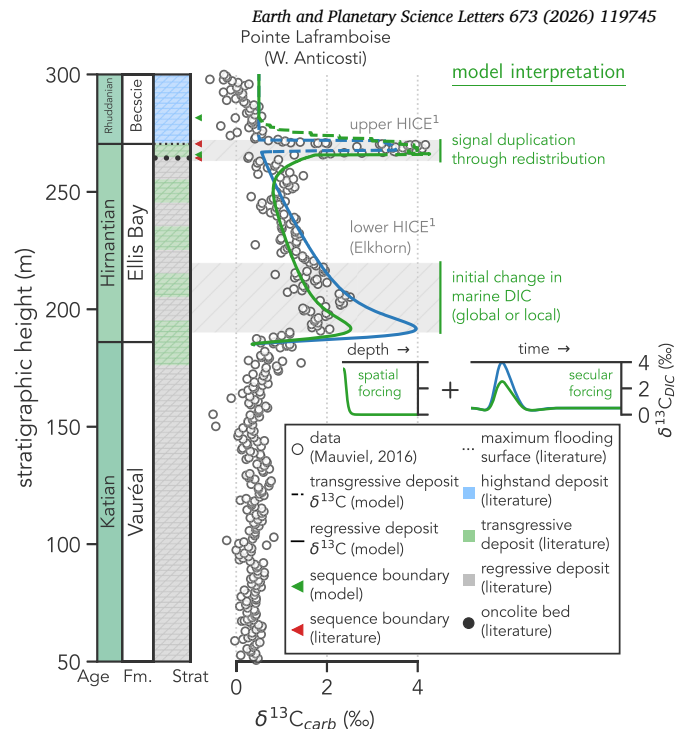 Earth and Planetary Science Letters 673 (2026) 119745
Pointe Laframboise
(W. Anticosti)
model interpretation
300
250
200
150
100
50
stratigraphic height (m)
Rhuddanian
Hirnantian
Katian
Becscie
Ellis Bay
Vauréal
Age
Fm.
Strat
upper HICE¹
signal duplication
through redistribution
lower HICE¹
(Elkhorn)
initial change in
marine DIC
(global or local)
depth →
time →
spatial
forcing
+
secular
forcing
4
2
0
δ¹³C_DIC (‰)
data
(Mauviel, 2016)
transgressive deposit
δ¹³C (model)
regressive deposit
δ¹³C (model)
sequence boundary
(model)
sequence boundary
(literature)
maximum flooding
surface (literature)
highstand deposit
(literature)
transgressive
deposit (literature)
regressive deposit
(literature)
oncolite bed
(literature)
0 2 4
δ¹³C_carb (‰)